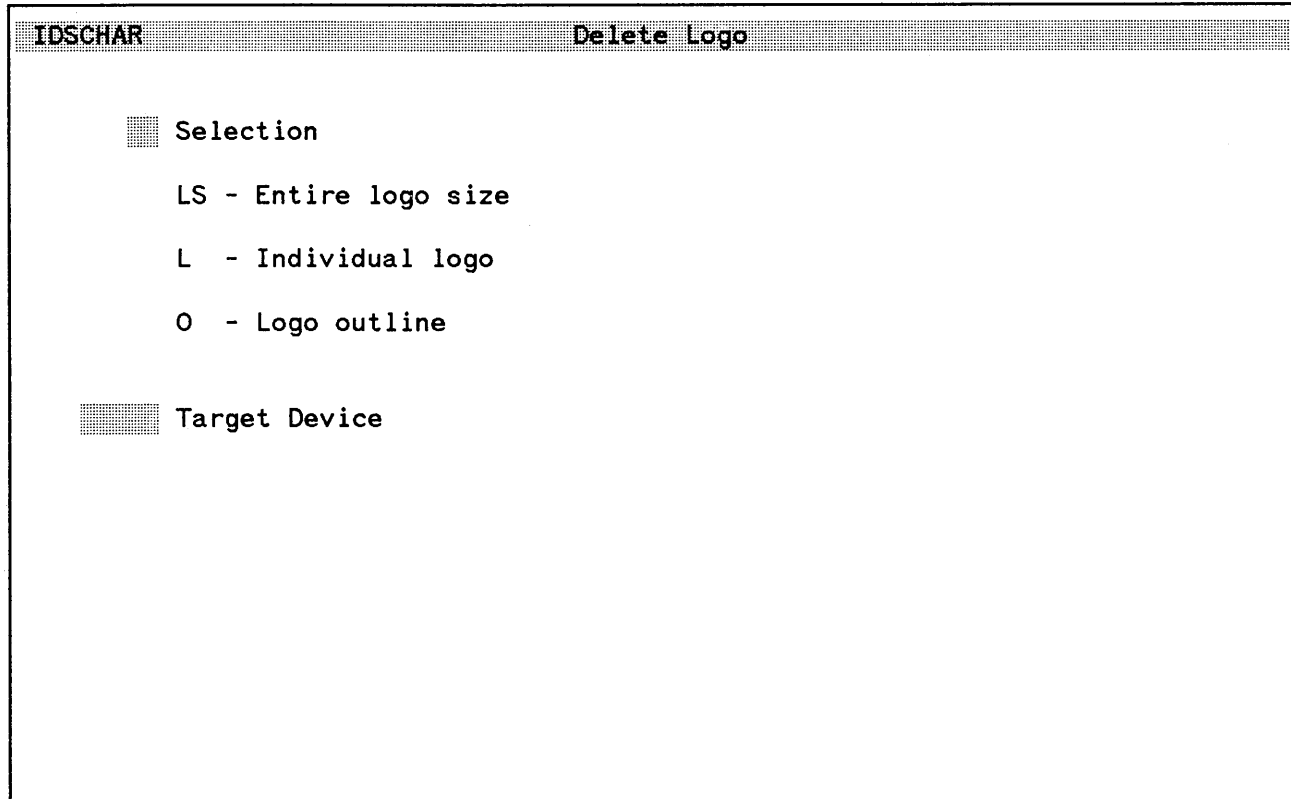 IDSCHAR Delete Logo
Selection
LS - Entire logo size
L - Individual logo
O - Logo outline
Target Device